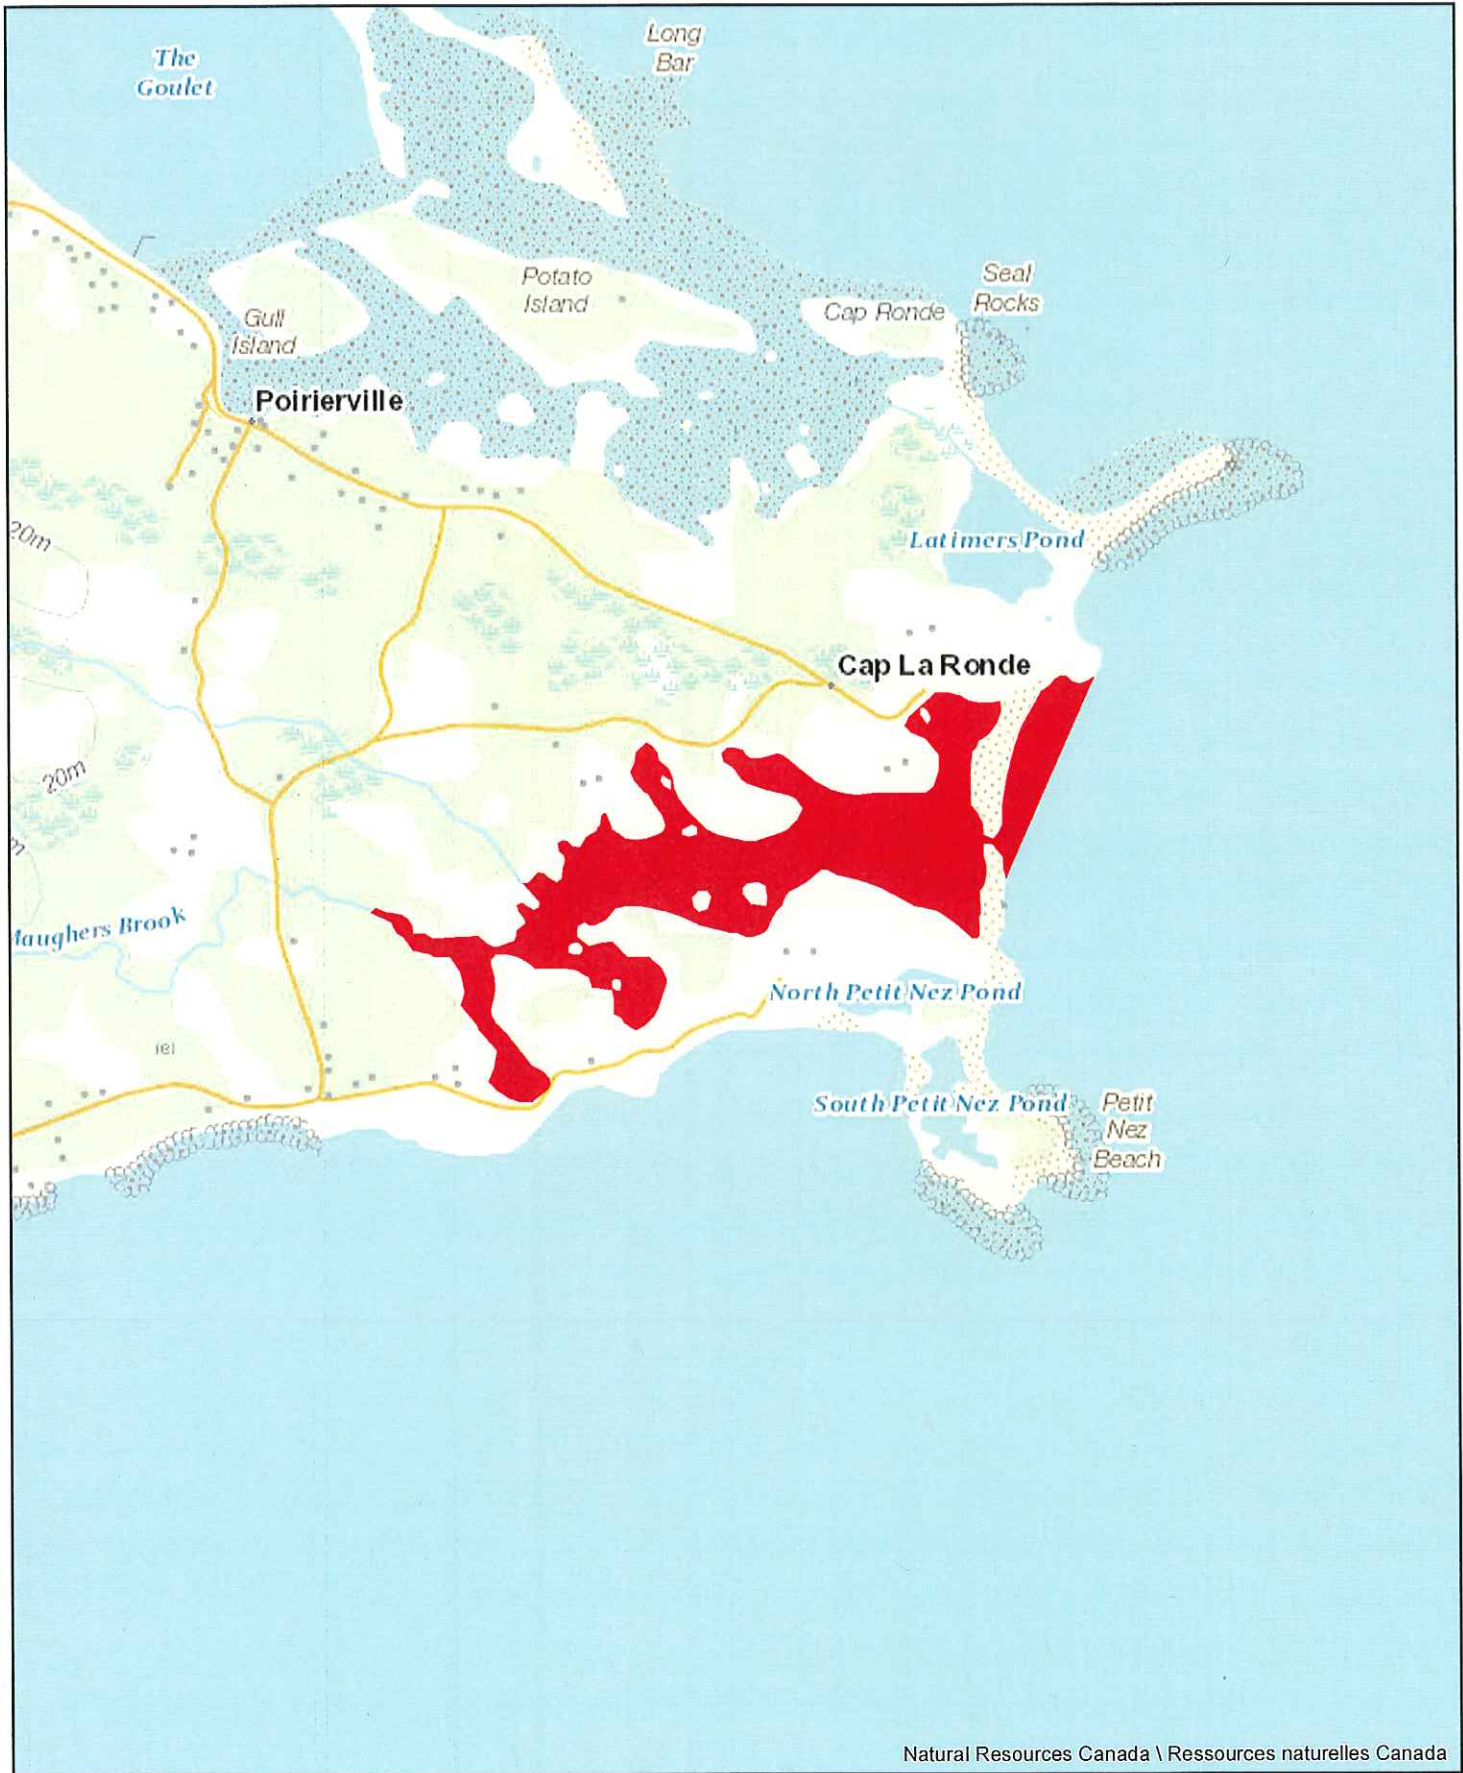 The
Goulet
Long
Bar
Seal
Rocks
Potato
Island
Cap Ronde
Gull
Island
Poirierville
20m
Latimers Pond
Cap La Ronde
20m
North Petit Nez Pond
South Petit Nez Pond
Petit
Nez
Beach
Brook
Natural Resources Canada \ Ressources naturelles Canada